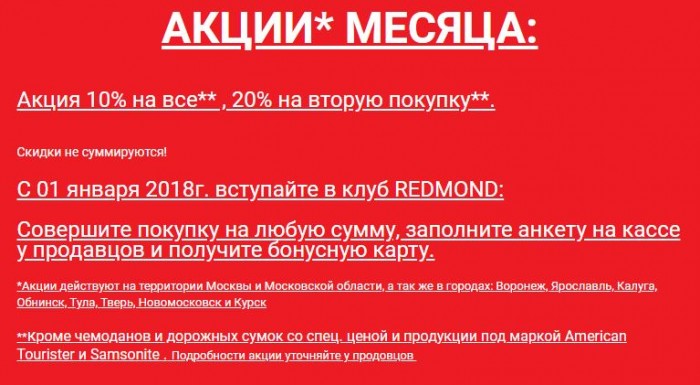 АКЦИИ* МЕСЯЦА:
Акция 10% на все** , 20% на вторую покупку**.
Скидки не суммируются!
С 01 января 2018г. вступайте в клуб REDMOND:
Совершите покупку на любую сумму, заполните анкету на кассе
у продавцов и получите бонусную карту.
*Акции действуют на территории Москвы и Московской области, а так же в городах: Воронеж, Ярославль, Калуга,
Обнинск, Тула, Тверь, Новомосковск и Курск
**Кроме чемоданов и дорожных сумок со спец. ценой и продукции под маркой American
Tourister и Samsonite . Подробности акции уточняйте у продовцов